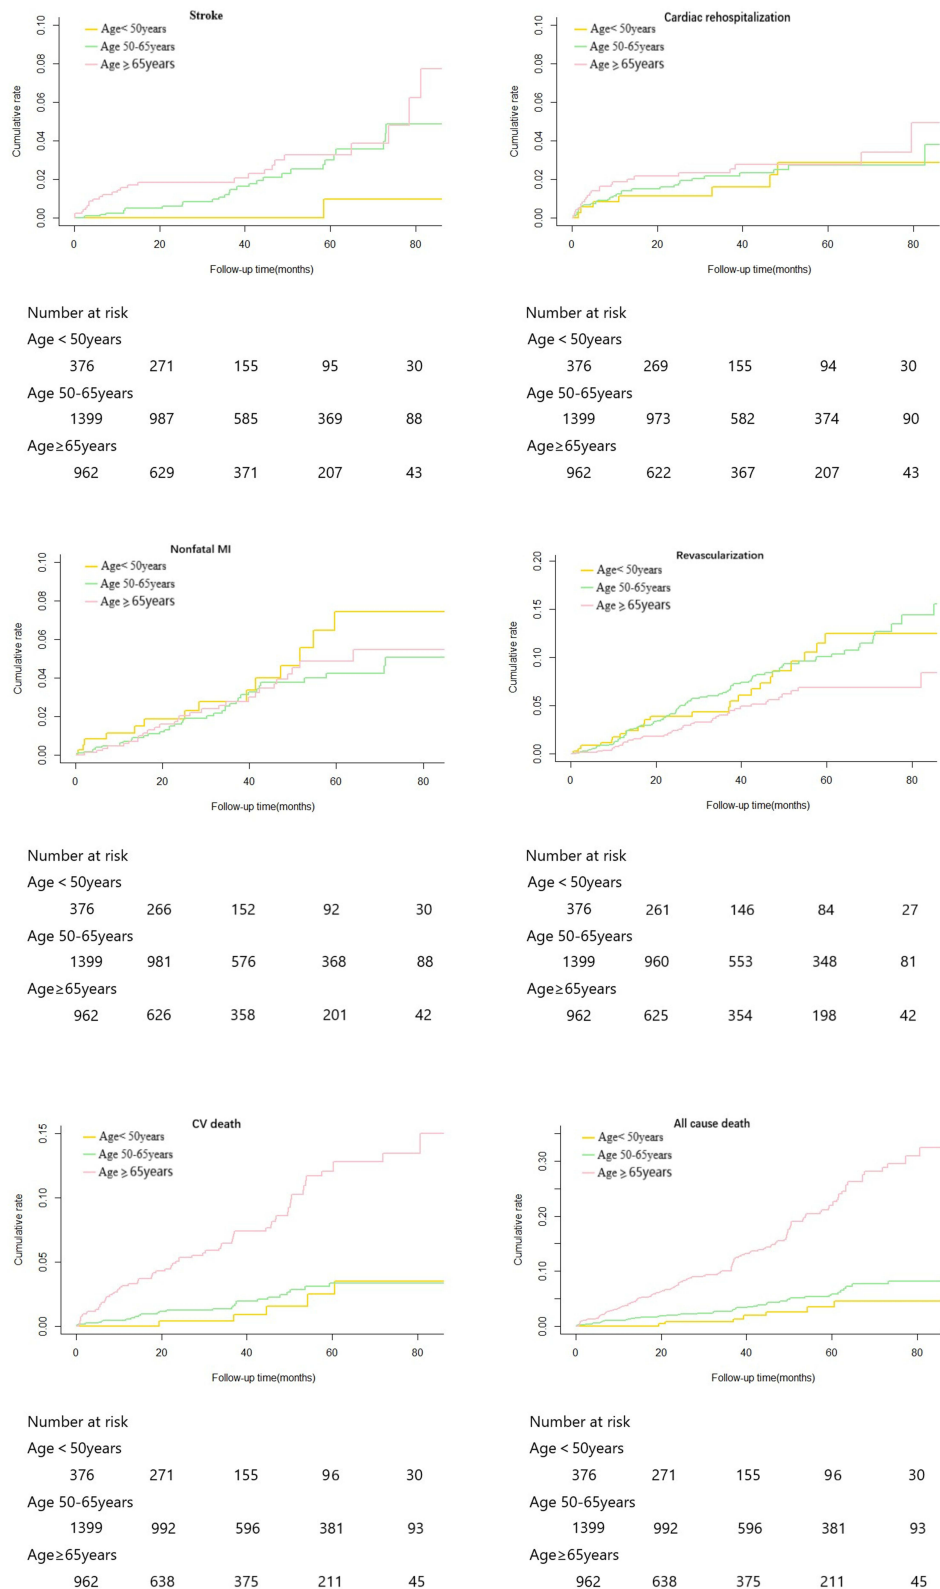 Stroke
Age< 50years
Age 50-65years
Age ≥ 65years
Cumulative rate
0.00 0.02 0.04 0.06 0.08 0.10
0 20 40 60 80
Follow-up time(months)
Number at risk
Age < 50years
376 271 155 95 30
Age 50-65years
1399 987 585 369 88
Age≥65years
962 629 371 207 43
Cardiac rehospitalization
Age< 50years
Age 50-65years
Age ≥ 65years
Cumulative rate
0.00 0.02 0.04 0.06 0.08 0.10
0 20 40 60 80
Follow-up time(months)
Number at risk
Age < 50years
376 269 155 94 30
Age 50-65years
1399 973 582 374 90
Age≥65years
962 622 367 207 43
Nonfatal MI
Age< 50years
Age 50-65years
Age ≥ 65years
Cumulative rate
0.00 0.02 0.04 0.06 0.08 0.10
0 20 40 60 80
Follow-up time(months)
Number at risk
Age < 50years
376 266 152 92 30
Age 50-65years
1399 981 576 368 88
Age≥65years
962 626 358 201 42
Revascularization
Age< 50years
Age 50-65years
Age ≥ 65years
Cumulative rate
0.00 0.05 0.10 0.15 0.20
0 20 40 60 80
Follow-up time(months)
Number at risk
Age < 50years
376 261 146 84 27
Age 50-65years
1399 960 553 348 81
Age≥65years
962 625 354 198 42
CV death
Age< 50years
Age 50-65years
Age ≥ 65years
Cumulative rate
0.00 0.05 0.10 0.15
0 20 40 60 80
Follow-up time(months)
Number at risk
Age < 50years
376 271 155 96 30
Age 50-65years
1399 992 596 381 93
Age≥65years
962 638 375 211 45
All cause death
Age< 50years
Age 50-65years
Age ≥ 65years
Cumulative rate
0.00 0.10 0.20 0.30
0 20 40 60 80
Follow-up time(months)
Number at risk
Age < 50years
376 271 155 96 30
Age 50-65years
1399 992 596 381 93
Age≥65years
962 638 375 211 45